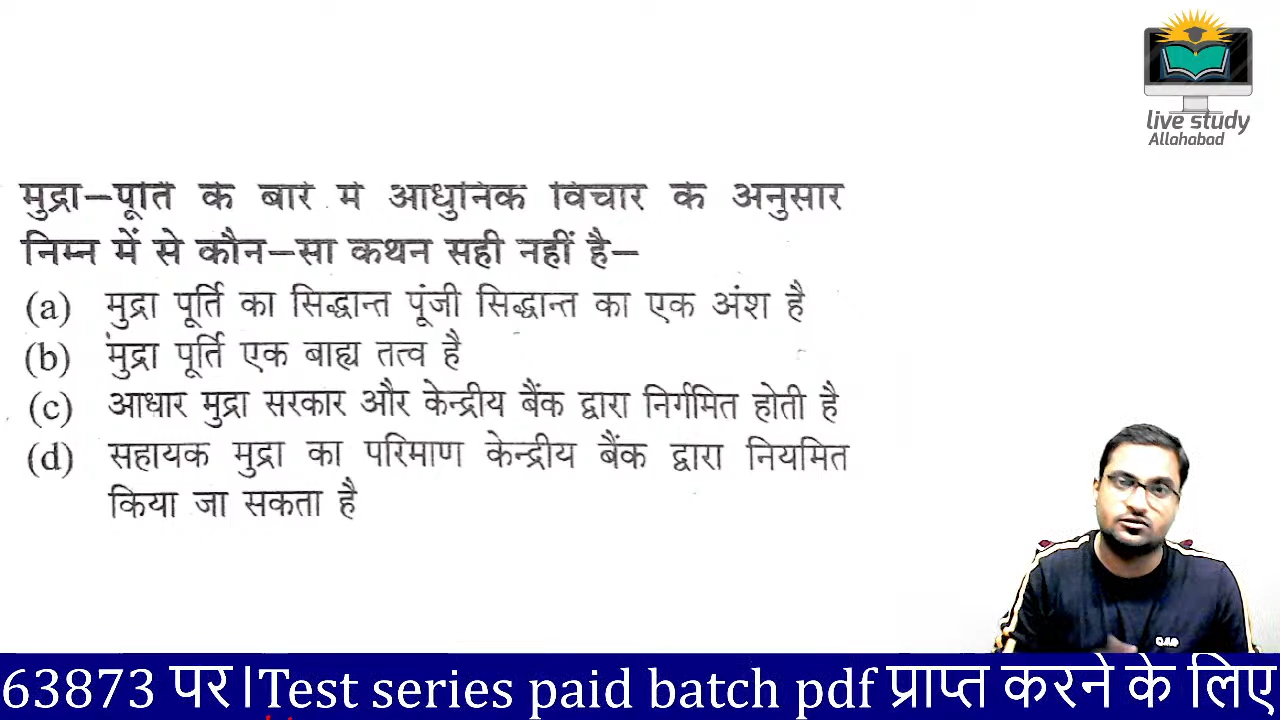 live study
Allahabad
मुद्रा–पूर्ति के बारे में आधुनिक विचार के अनुसार
निम्न में से कौन–सा कथन सही नहीं है–
(a) मुद्रा पूर्ति का सिद्धान्त पूंजी सिद्धान्त का एक अंश है
(b) मुद्रा पूर्ति एक बाह्य तत्व है
(c) आधार मुद्रा सरकार और केन्द्रीय बैंक द्वारा निर्गमित होती है
(d) सहायक मुद्रा का परिमाण केन्द्रीय बैंक द्वारा नियमित
किया जा सकता है
63873 पर।Test series paid batch pdf प्राप्त करने के लिए